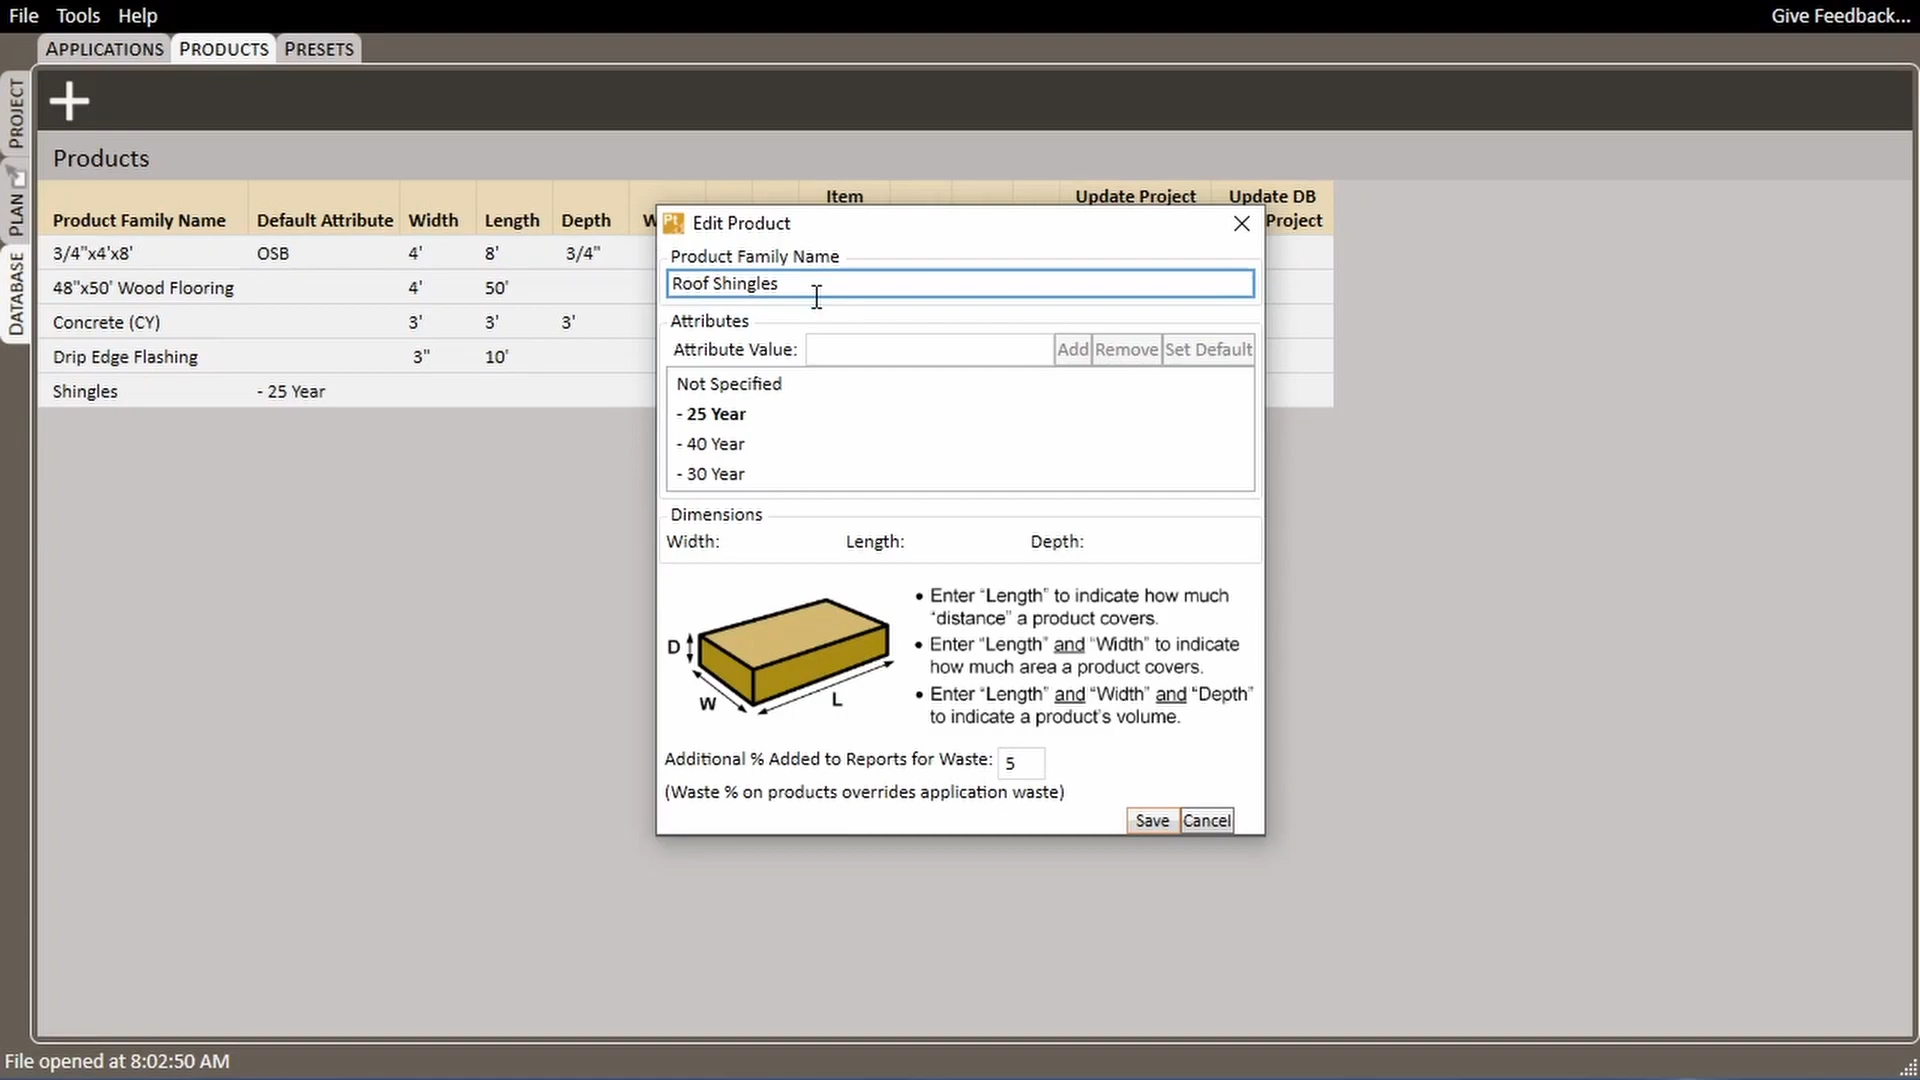 File Tools Help Give Feedback...
APPLICATIONS PRODUCTS PRESETS
PROJECT
PLAN
DATABASE
Products
Item Update Project Update DB
Product Family Name Default Attribute Width Length Depth Project
3/4"x4'x8' OSB 4' 8' 3/4"
48"x50' Wood Flooring 4' 50'
Concrete (CY) 3' 3' 3'
Drip Edge Flashing 3" 10'
Shingles - 25 Year
Pt
Edit Product
Product Family Name
Roof Shingles
Attributes
Attribute Value: Add Remove Set Default
Not Specified
- 25 Year
- 40 Year
- 30 Year
Dimensions
Width: Length: Depth:
D
W
L
• Enter “Length” to indicate how much
“distance” a product covers.
• Enter “Length” and “Width” to indicate
how much area a product covers.
• Enter “Length” and “Width” and “Depth”
to indicate a product's volume.
Additional % Added to Reports for Waste: 5
(Waste % on products overrides application waste)
Save Cancel
File opened at 8:02:50 AM